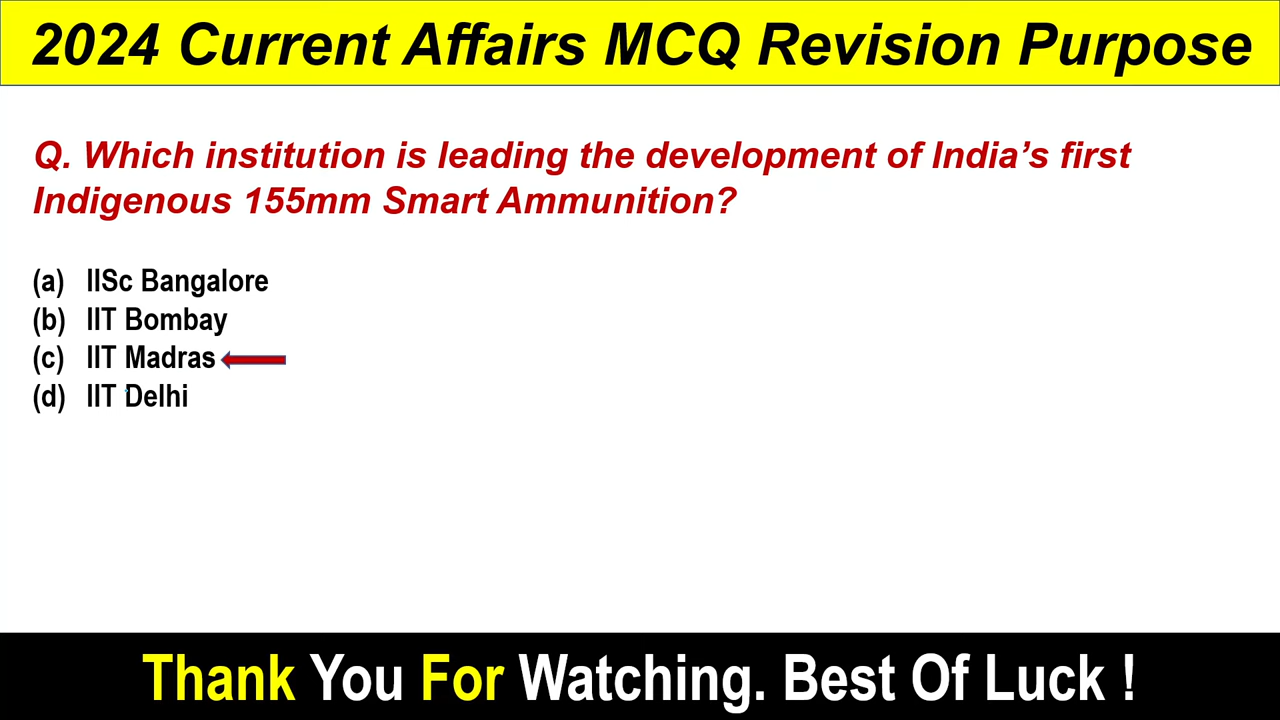 2024 Current Affairs MCQ Revision Purpose
Q. Which institution is leading the development of India’s first
Indigenous 155mm Smart Ammunition?
(a) IISc Bangalore
(b) IIT Bombay
(c) IIT Madras
(d) IIT Delhi
Thank You For Watching. Best Of Luck !